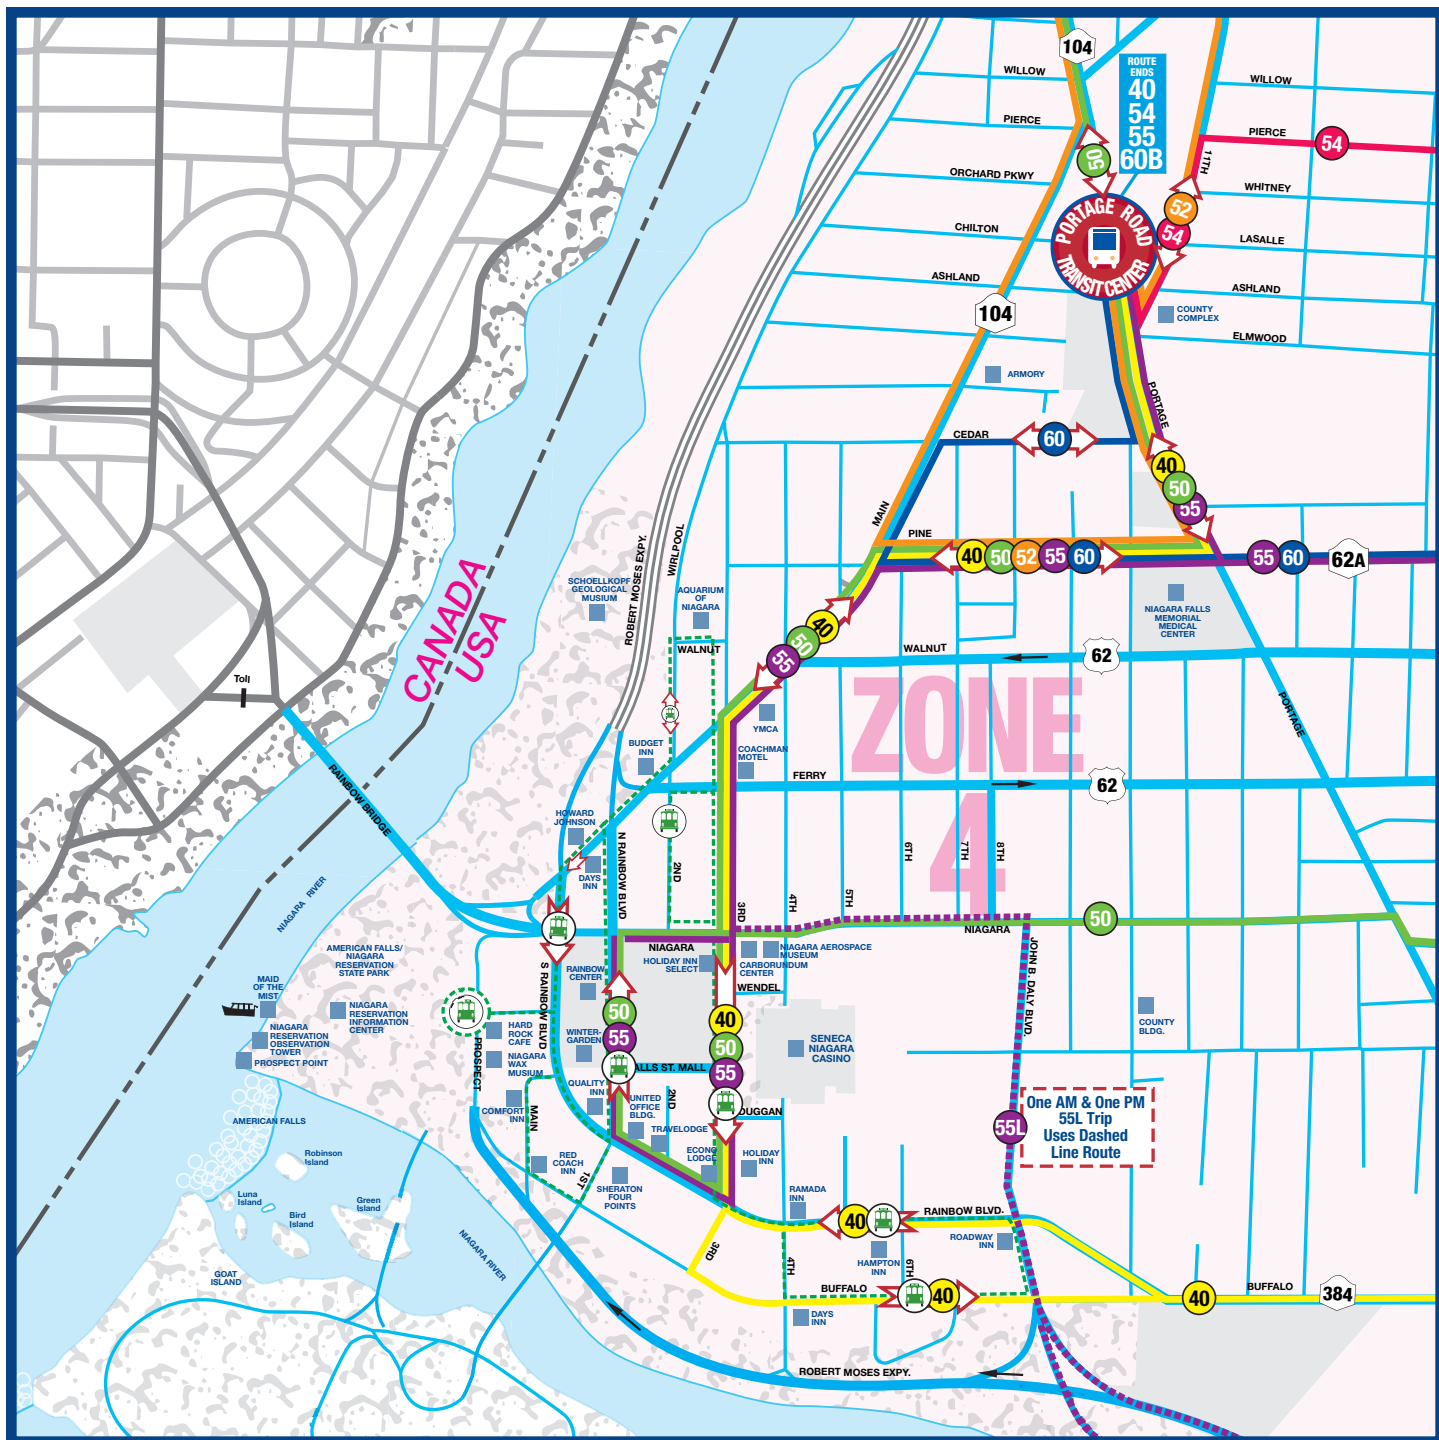 104
ROUTE
ENDS
40
54
55
60B
WILLOW
WILLOW
PIERCE
PIERCE
54
11TH
50
ORCHARD PKWY
WHITNEY
52
54
PORTAGE ROAD
TRANSIT CENTER
CHILTON
LASALLE
ASHLAND
ASHLAND
104
COUNTY
COMPLEX
ELMWOOD
ARMORY
PORTAGE
CEDAR
60
40
50
55
MAIN
PINE
40
50
52
55
60
55
60
62A
ROBERT MOSES EXPY.
WIRLPOOL
SCHOELLKOPF
GEOLOGICAL
MUSIUM
AQUARIUM
OF
NIAGARA
NIAGARA FALLS
MEMORIAL
MEDICAL
CENTER
CANADA
USA
40
50
55
WALNUT
WALNUT
62
Toll
ZONE
4
PORTAGE
YMCA
BUDGET
INN
COACHMAN
MOTEL
FERRY
62
RAINBOW BRIDGE
HOWARD
JOHNSON
DAYS
INN
N RAINBOW BLVD
2ND
3RD
4TH
5TH
6TH
7TH
8TH
NIAGARA RIVER
NIAGARA
50
NIAGARA
HOLIDAY INN
SELECT
CARBORUNDUM
CENTER
NIAGARA AEROSPACE
MUSEUM
WENDEL
AMERICAN FALLS/
NIAGARA
RESERVATION
STATE PARK
MAID
OF THE
MIST
NIAGARA
RESERVATION
INFORMATION
CENTER
NIAGARA
RESERVATION
OBSERVATION
TOWER
PROSPECT POINT
S RAINBOW BLVD
RAINBOW
CENTER
JOHN B. DALY BLVD.
HARD
ROCK
CAFE
NIAGARA
WAX
MUSIUM
PROSPECT
WINTER-
GARDEN
50
55
40
50
55
SENECA
NIAGARA
CASINO
COUNTY
BLDG.
ALLS ST. MALL
QUALITY
INN
COMFORT
INN
MAIN
UNITED
OFFICE
BLDG.
2ND
TRAVELODGE
DUGGAN
ECONO
LODGE
HOLIDAY
INN
One AM & One PM
55L Trip
Uses Dashed
Line Route
55L
AMERICAN FALLS
Robinson
Island
RED
COACH
INN
1ST
SHERATON
FOUR
POINTS
RAMADA
INN
Luna
Island
Bird
Island
Green
Island
40
RAINBOW BLVD.
ROADWAY
INN
NIAGARA RIVER
3RD
4TH
HAMPTON
INN
6TH
GOAT
ISLAND
BUFFALO
40
40
BUFFALO
384
DAYS
INN
ROBERT MOSES EXPY.